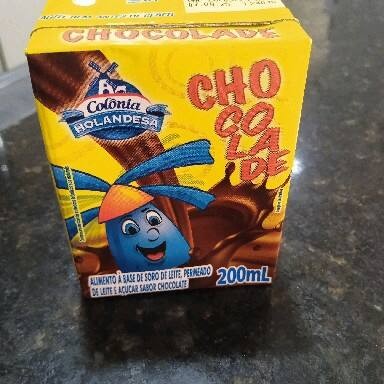 CHOCOLADE
Colônia
HOLANDESA
CHO
CO
LA
DE
ALIMENTO À BASE DE SORO DE LEITE, PERMEADO
DE LEITE E AÇÚCAR SABOR CHOCOLATE
200mL